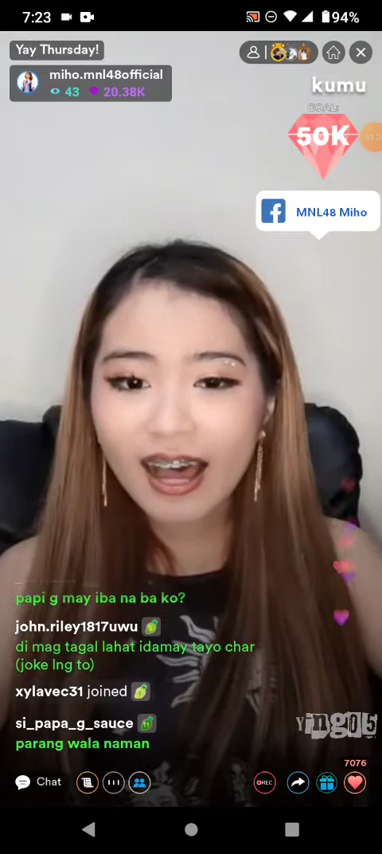 7:23
94%
Yay Thursday!
miho.mnl48official
43 20.38K
kumu
GOAL:
50K
MNL48 Miho
papi g may iba na ba ko?
john.riley1817uwu
di mag tagal lahat idamay tayo char
(joke lng to)
xylavec31 joined
si_papa_g_sauce
parang wala naman
Ying05
7076
Chat
REC